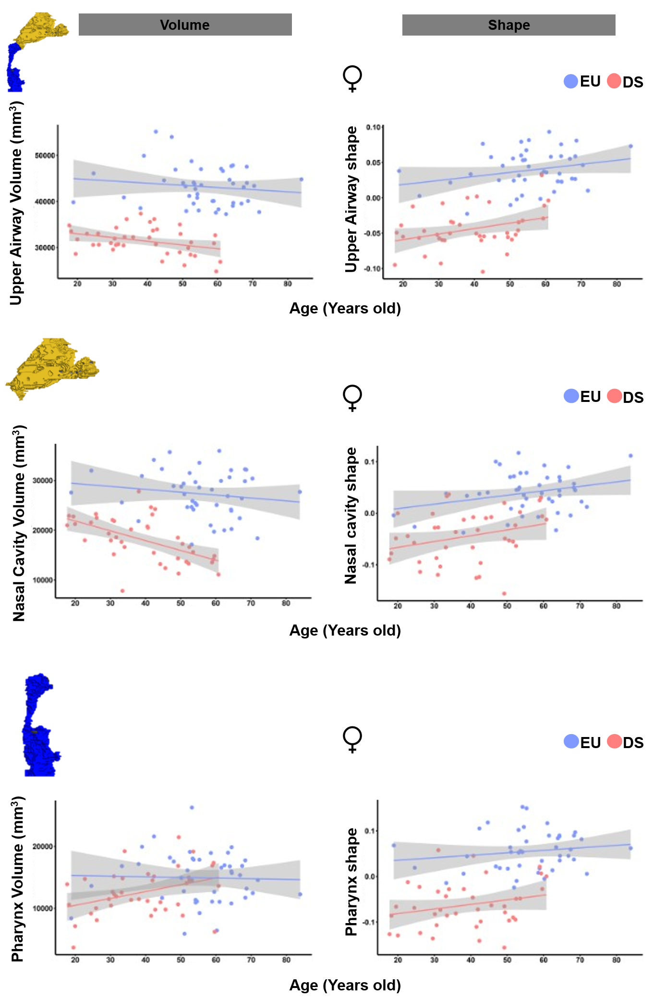 Volume
Shape
EU DS
Upper Airway Volume (mm³)
50000
40000
30000
20 30 40 50 60 70 80
Upper Airway shape
0.10
0.05
0.00
-0.05
-0.10
20 30 40 50 60 70 80
Age (Years old)
EU DS
Nasal Cavity Volume (mm³)
30000
20000
10000
20 30 40 50 60 70 80
Nasal cavity shape
0.1
0.0
-0.1
20 30 40 50 60 70 80
Age (Years old)
EU DS
Pharynx Volume (mm³)
20000
10000
20 30 40 50 60 70 80
Pharynx shape
0.1
0.0
-0.1
20 30 40 50 60 70 80
Age (Years old)